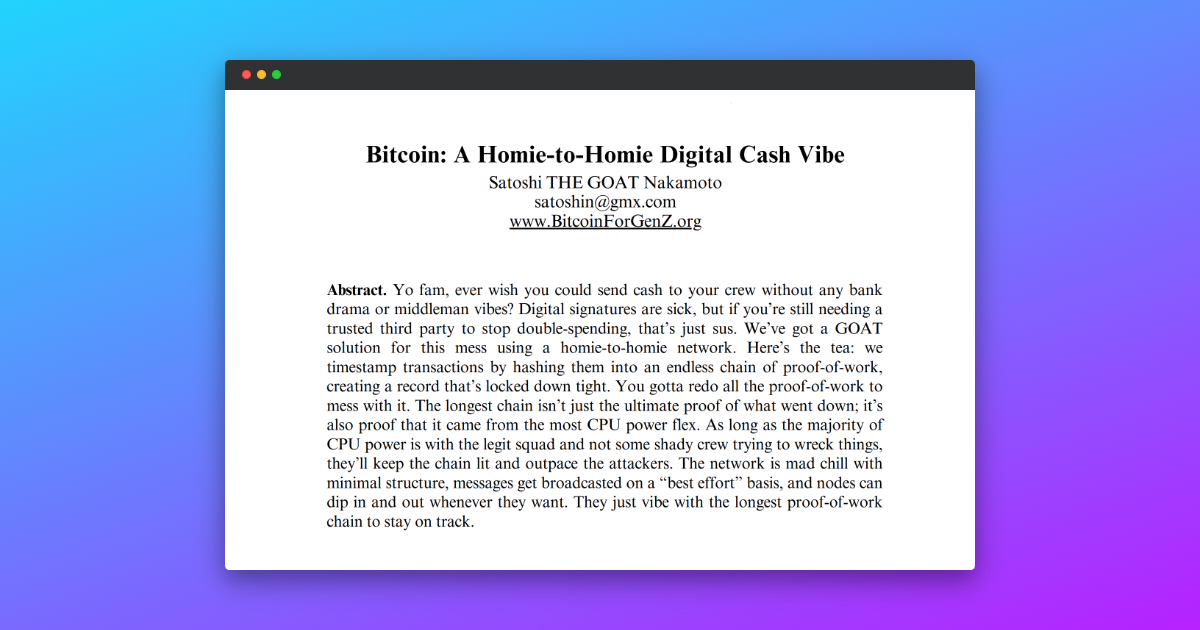 Bitcoin: A Homie-to-Homie Digital Cash Vibe
Satoshi THE GOAT Nakamoto
satoshin@gmx.com
www.BitcoinForGenZ.org
Abstract. Yo fam, ever wish you could send cash to your crew without any bank
drama or middleman vibes? Digital signatures are sick, but if you’re still needing a
trusted third party to stop double-spending, that’s just sus. We’ve got a GOAT
solution for this mess using a homie-to-homie network. Here’s the tea: we
timestamp transactions by hashing them into an endless chain of proof-of-work,
creating a record that’s locked down tight. You gotta redo all the proof-of-work to
mess with it. The longest chain isn’t just the ultimate proof of what went down; it’s
also proof that it came from the most CPU power flex. As long as the majority of
CPU power is with the legit squad and not some shady crew trying to wreck things,
they’ll keep the chain lit and outpace the attackers. The network is mad chill with
minimal structure, messages get broadcasted on a “best effort” basis, and nodes can
dip in and out whenever they want. They just vibe with the longest proof-of-work
chain to stay on track.